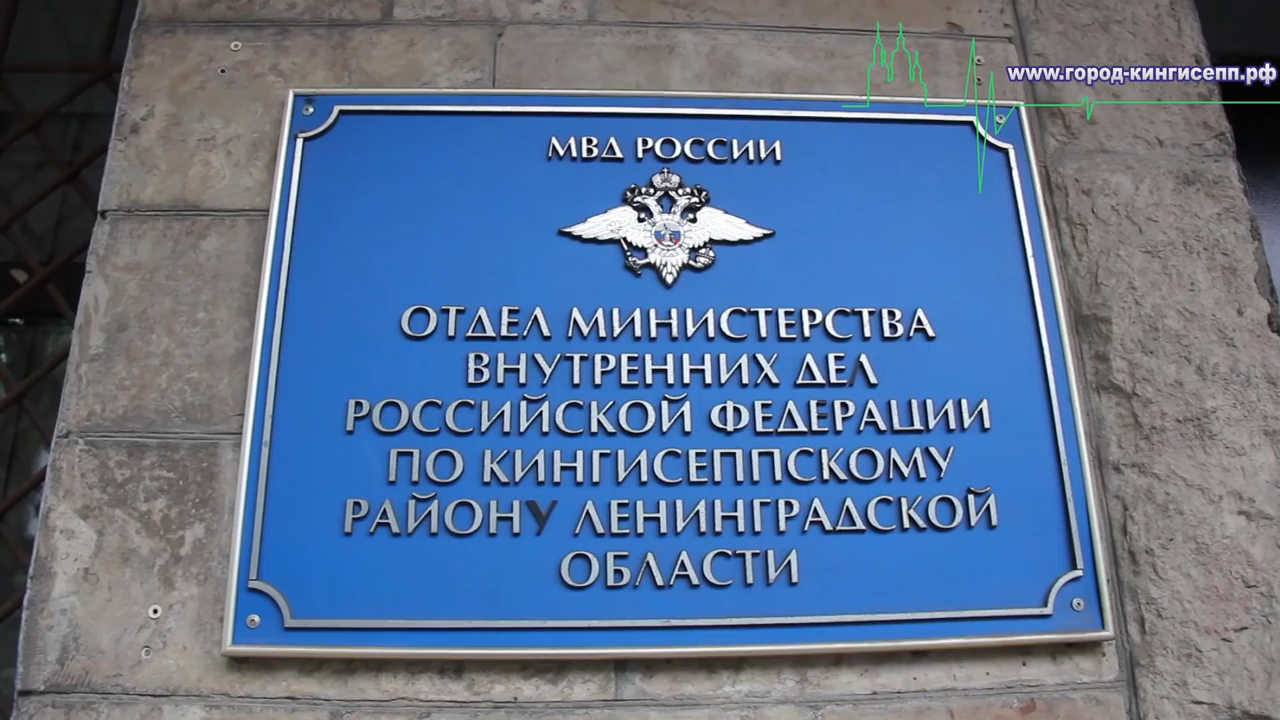 www.город-кингисепп.рф
МВД РОССИИ
ОТДЕЛ МИНИСТЕРСТВА
ВНУТРЕННИХ ДЕЛ
РОССИЙСКОЙ ФЕДЕРАЦИИ
ПО КИНГИСЕППСКОМУ
РАЙОНУ ЛЕНИНГРАДСКОЙ
ОБЛАСТИ